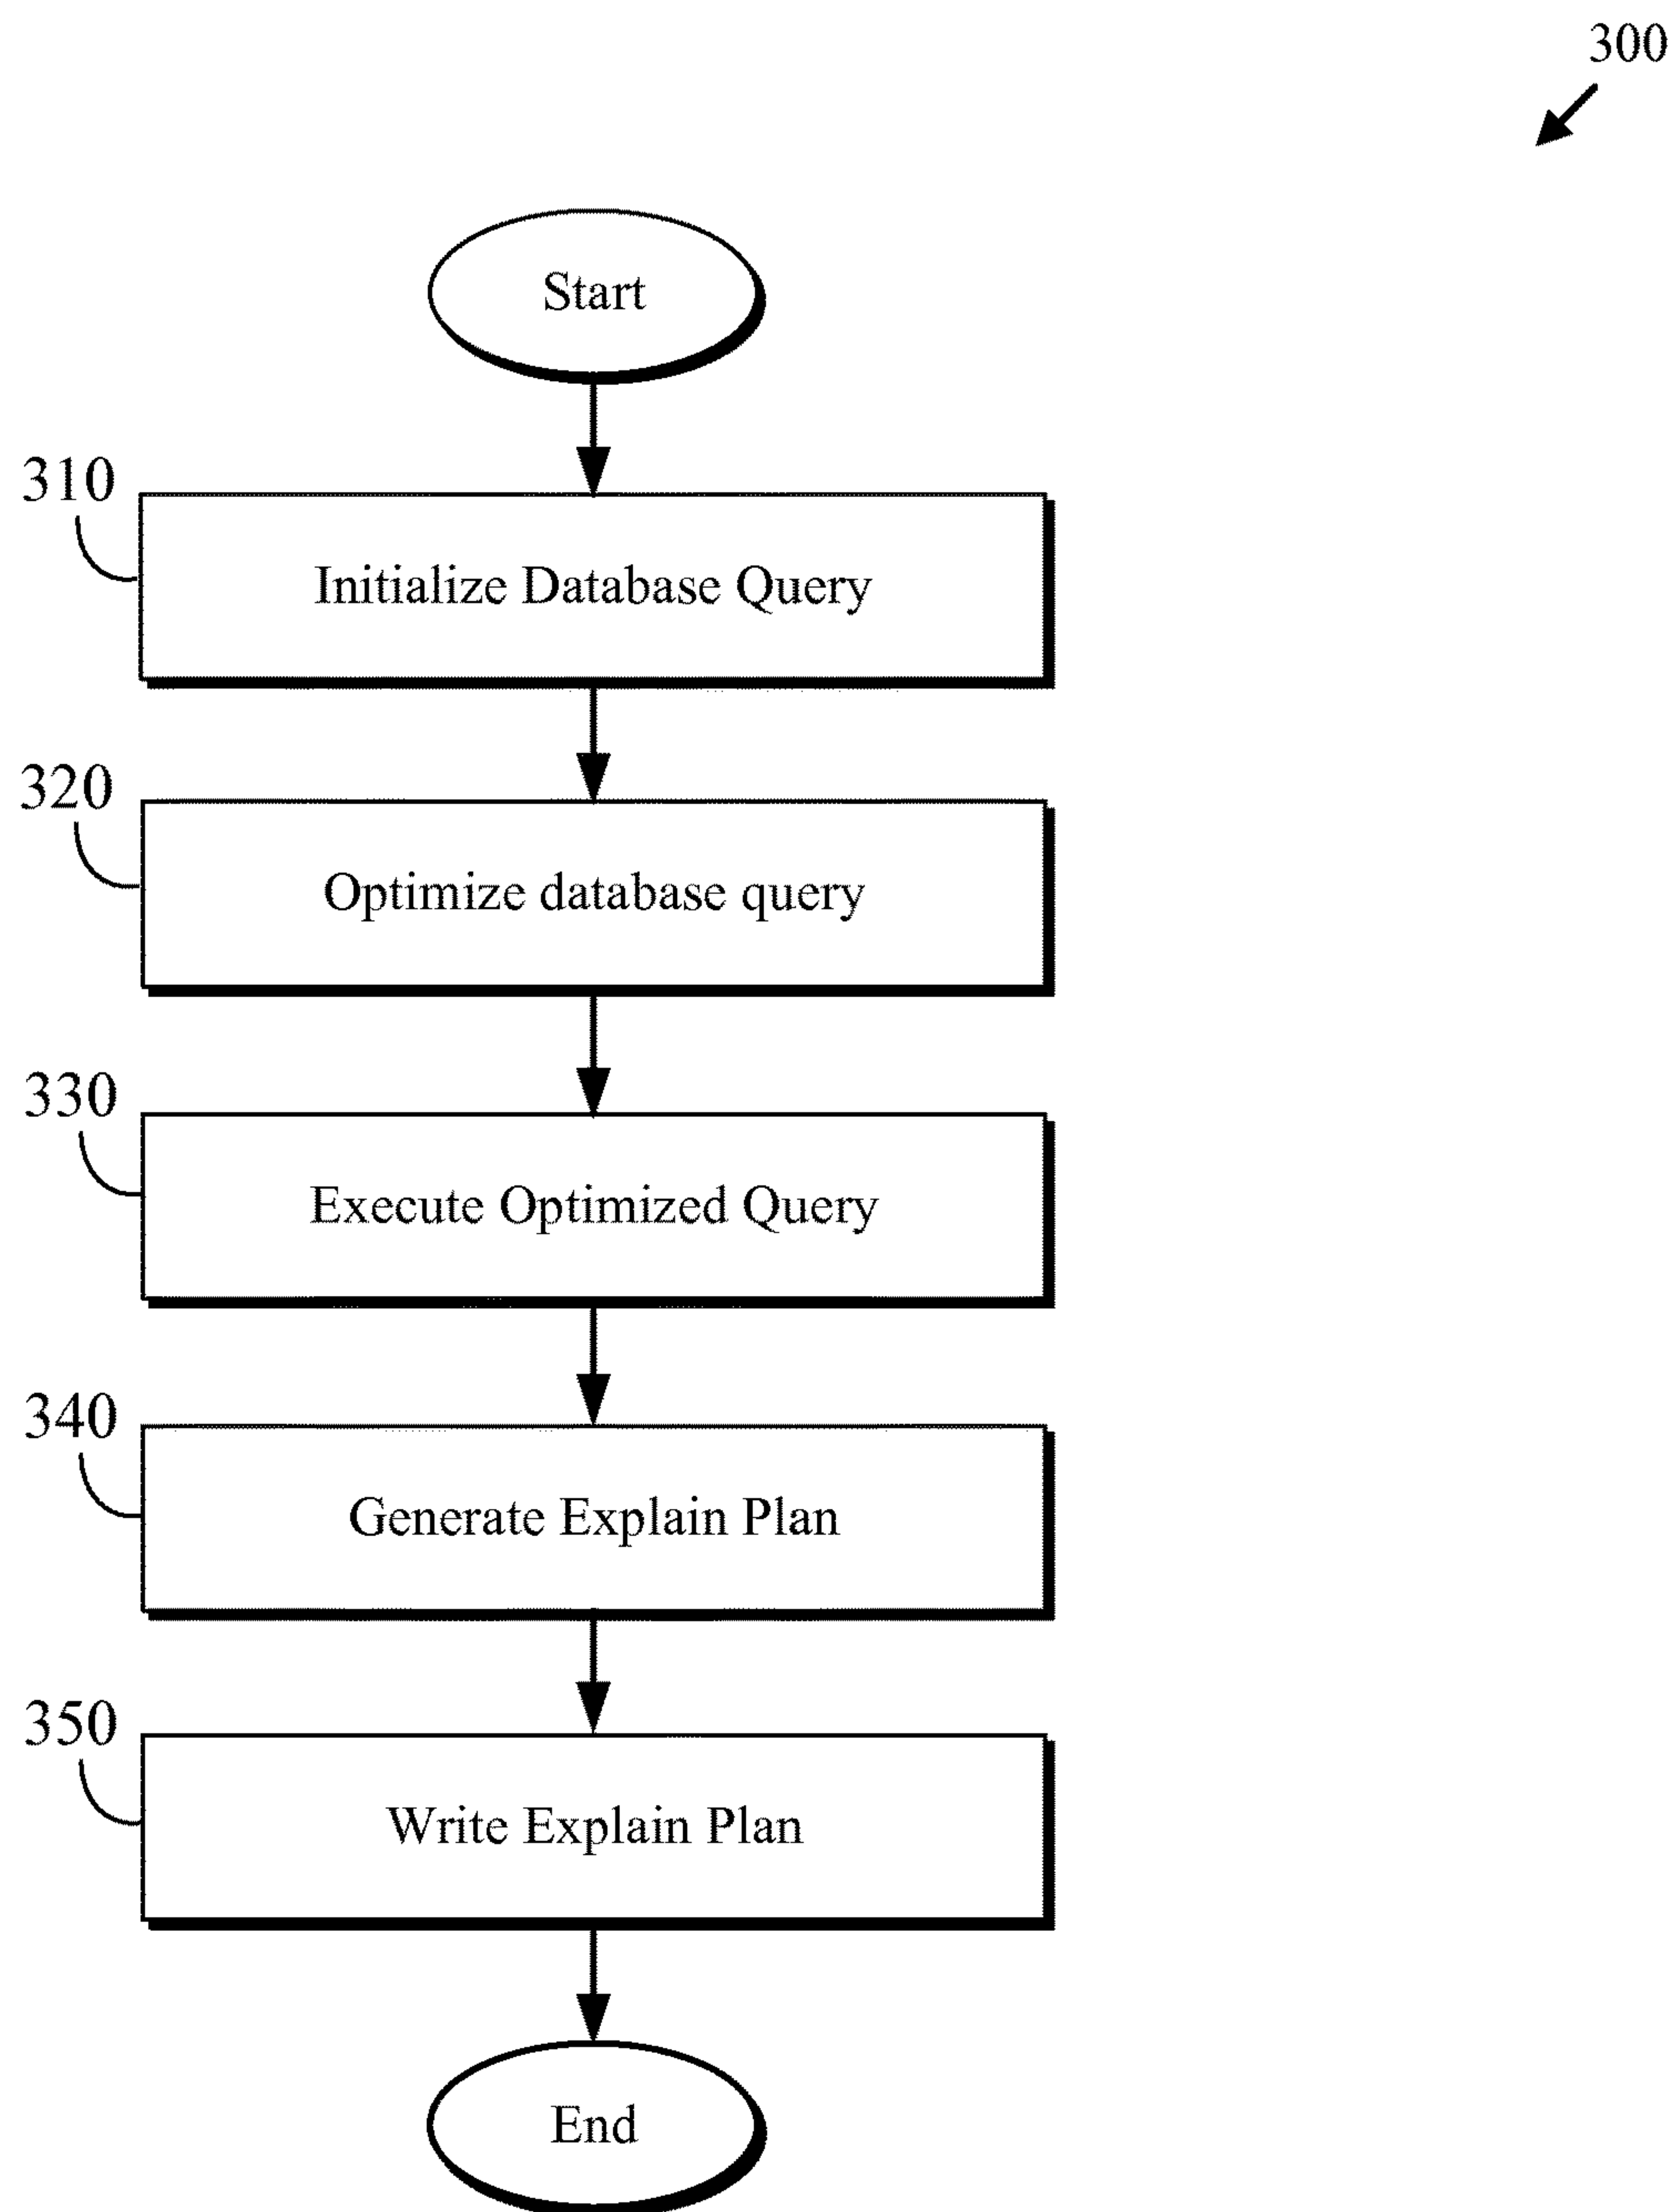 300
Start
310
Initialize Database Query
320
Optimize database query
330
Execute Optimized Query
340
Generate Explain Plan
350
Write Explain Plan
End